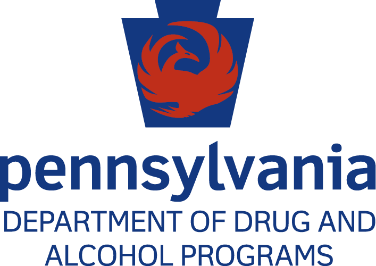 pennsylvania
DEPARTMENT OF DRUG AND
ALCOHOL PROGRAMS